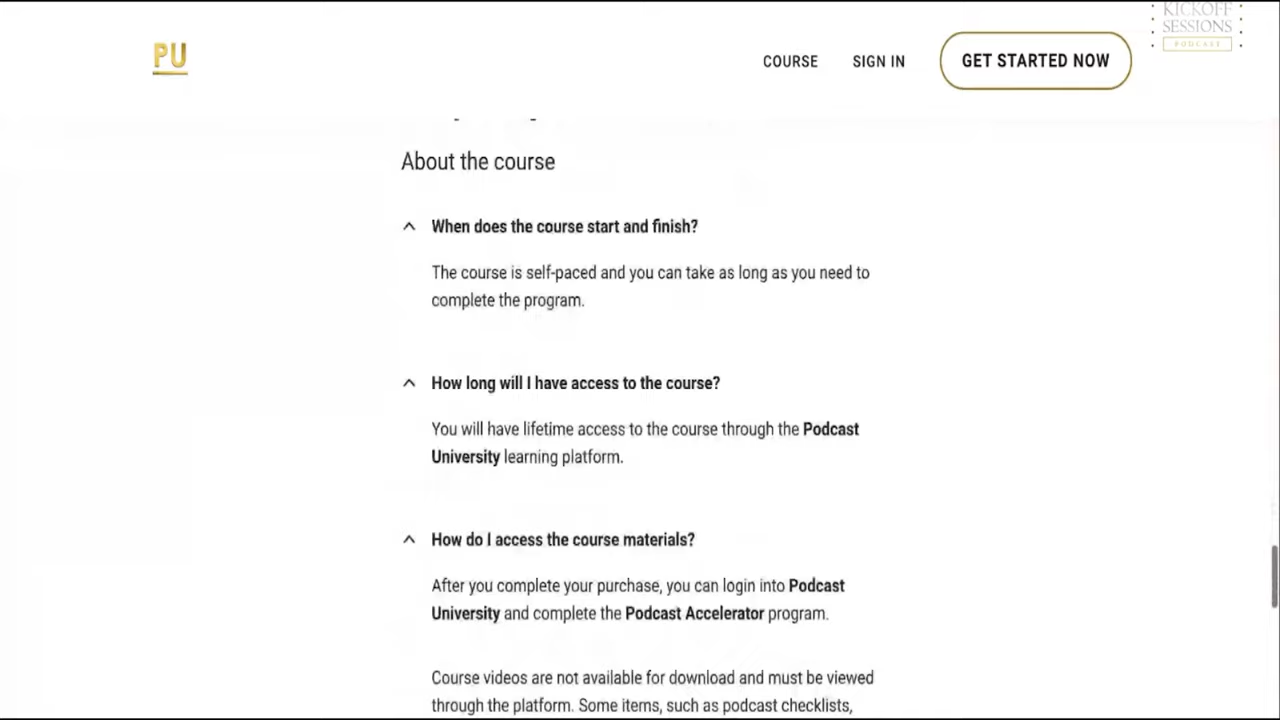 KICKOFF
SESSIONS
PODCAST
PU
COURSE
SIGN IN
GET STARTED NOW
About the course
When does the course start and finish?
The course is self-paced and you can take as long as you need to
complete the program.
How long will I have access to the course?
You will have lifetime access to the course through the Podcast
University learning platform.
How do I access the course materials?
After you complete your purchase, you can login into Podcast
University and complete the Podcast Accelerator program.
Course videos are not available for download and must be viewed
through the platform. Some items, such as podcast checklists,